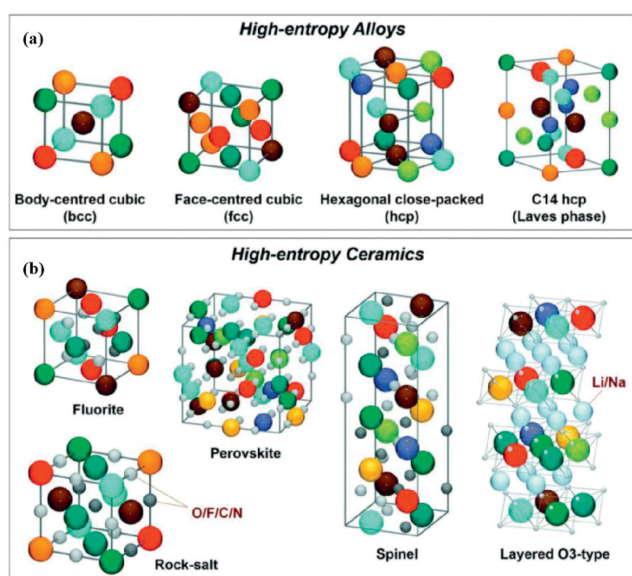 (a)
High-entropy Alloys
Body-centred cubic
(bcc)
Face-centred cubic
(fcc)
Hexagonal close-packed
(hcp)
C14 hcp
(Laves phase)
(b)
High-entropy Ceramics
Fluorite
Perovskite
Li/Na
O/F/C/N
Rock-salt
Spinel
Layered O3-type